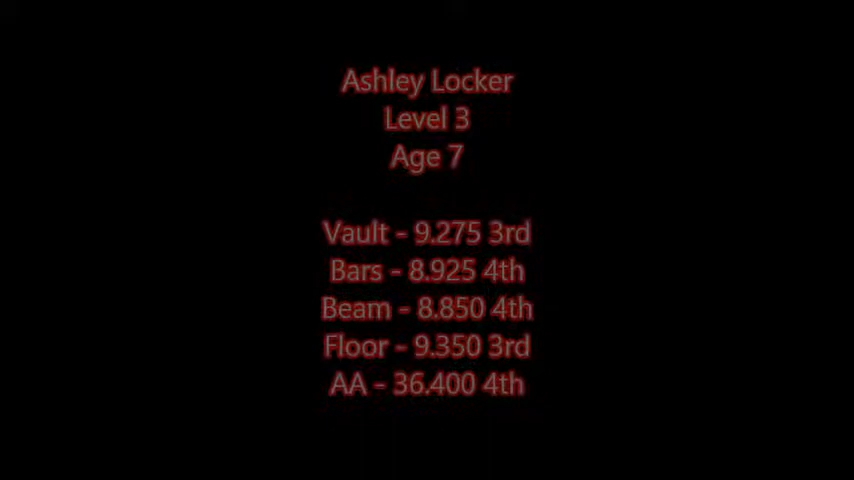 Ashley Locker
Level 3
Age 7
Vault - 9.275 3rd
Bars - 8.925 4th
Beam - 8.850 4th
Floor - 9.350 3rd
AA - 36.400 4th